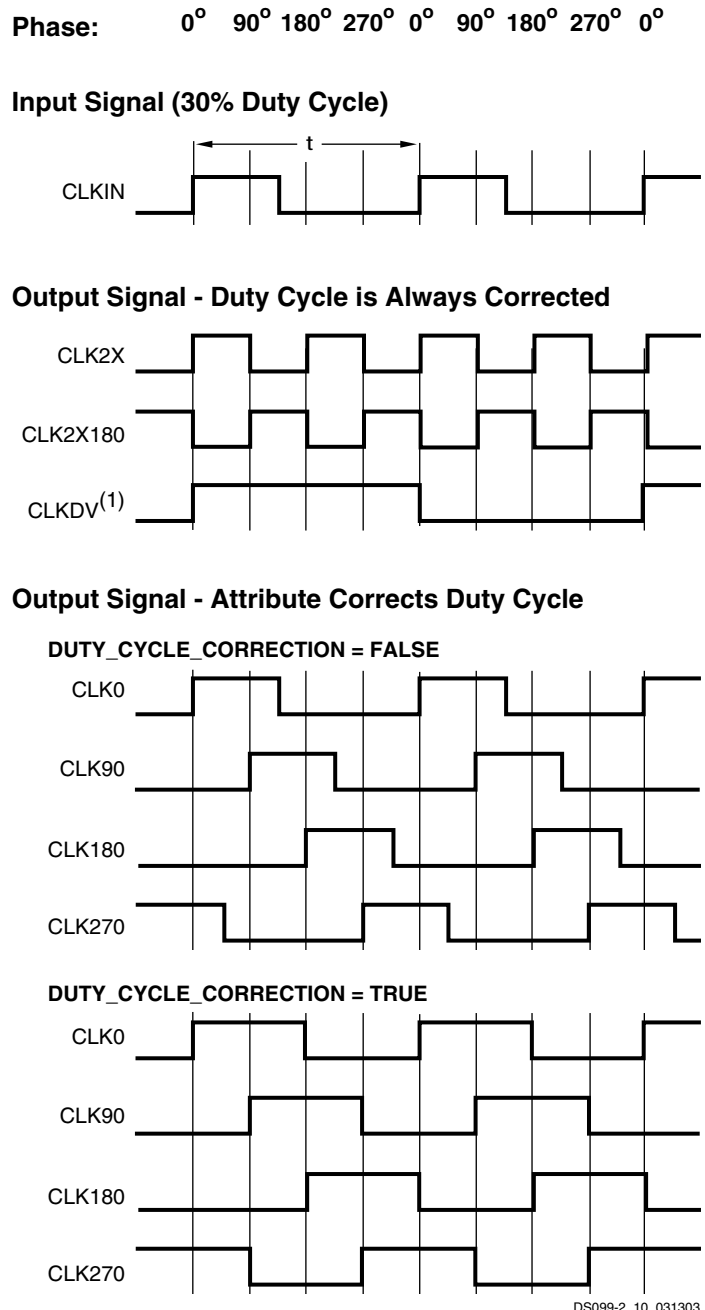 Phase: 0° 90° 180° 270° 0° 90° 180° 270° 0°
Input Signal (30% Duty Cycle)
t
CLKIN
Output Signal - Duty Cycle is Always Corrected
CLK2X
CLK2X180
CLKDV(1)
Output Signal - Attribute Corrects Duty Cycle
DUTY_CYCLE_CORRECTION = FALSE
CLK0
CLK90
CLK180
CLK270
DUTY_CYCLE_CORRECTION = TRUE
CLK0
CLK90
CLK180
CLK270
DS099-2_10_031303